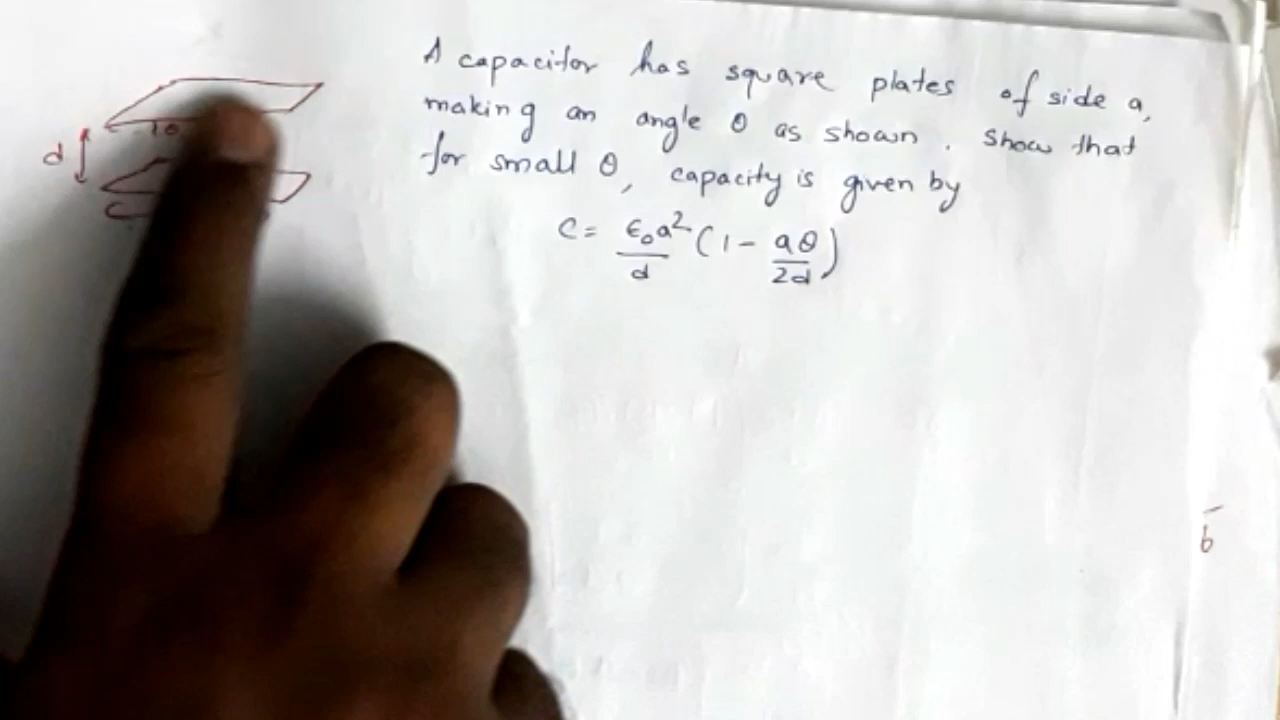 A capacitor has square plates of side a,
making an angle θ as shown. Show that
for small θ, capacity is given by
C = ε₀a²/d (1 - aθ/2d)
θ
d
b